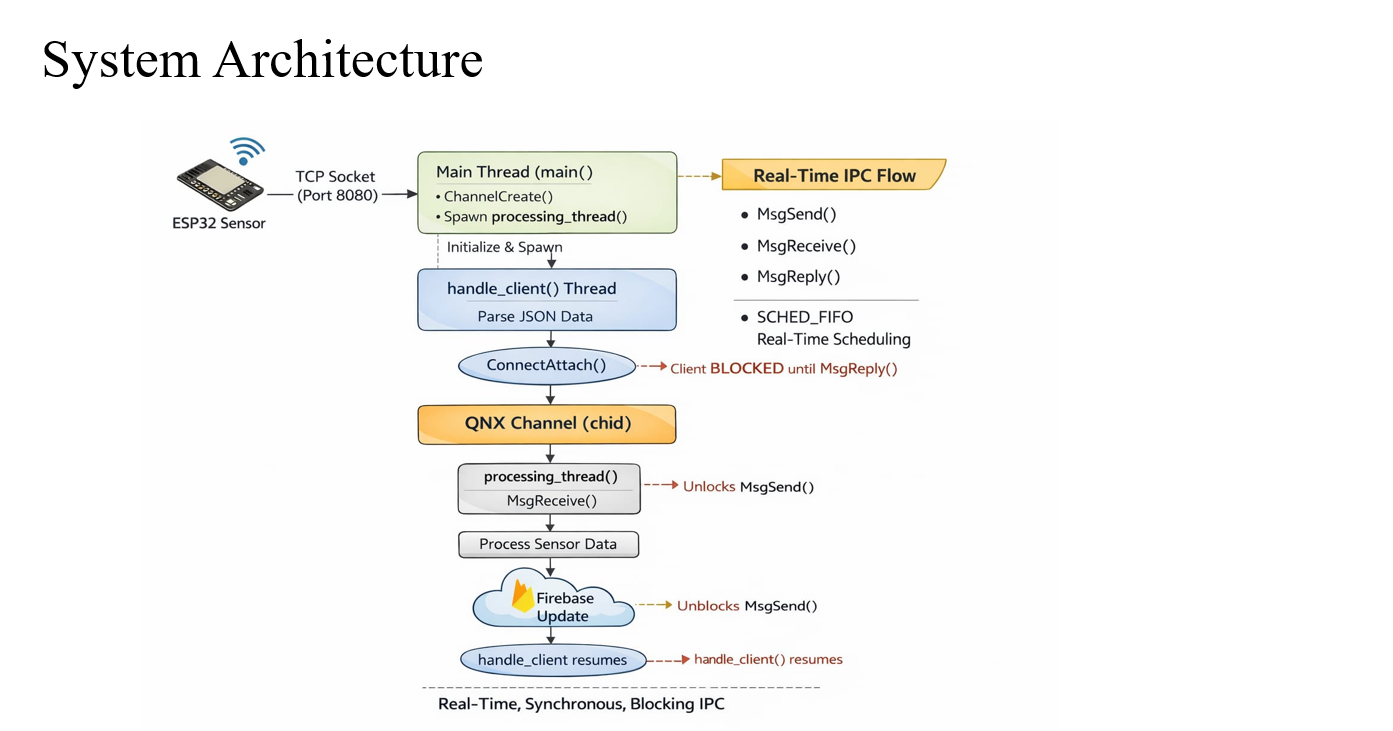 System Architecture
ESP32 Sensor
TCP Socket
(Port 8080)
Main Thread (main()
• ChannelCreate()
• Spawn processing_thread()
Real-Time IPC Flow
• MsgSend()
• MsgReceive()
• MsgReply()
• SCHED_FIFO
Real-Time Scheduling
Initialize & Spawn
handle_client() Thread
Parse JSON Data
ConnectAttach()
Client BLOCKED until MsgReply()
QNX Channel (chid)
processing_thread()
MsgReceive()
Unlocks MsgSend()
Process Sensor Data
Firebase
Update
Unblocks MsgSend()
handle_client resumes
handle_client() resumes
Real-Time, Synchronous, Blocking IPC